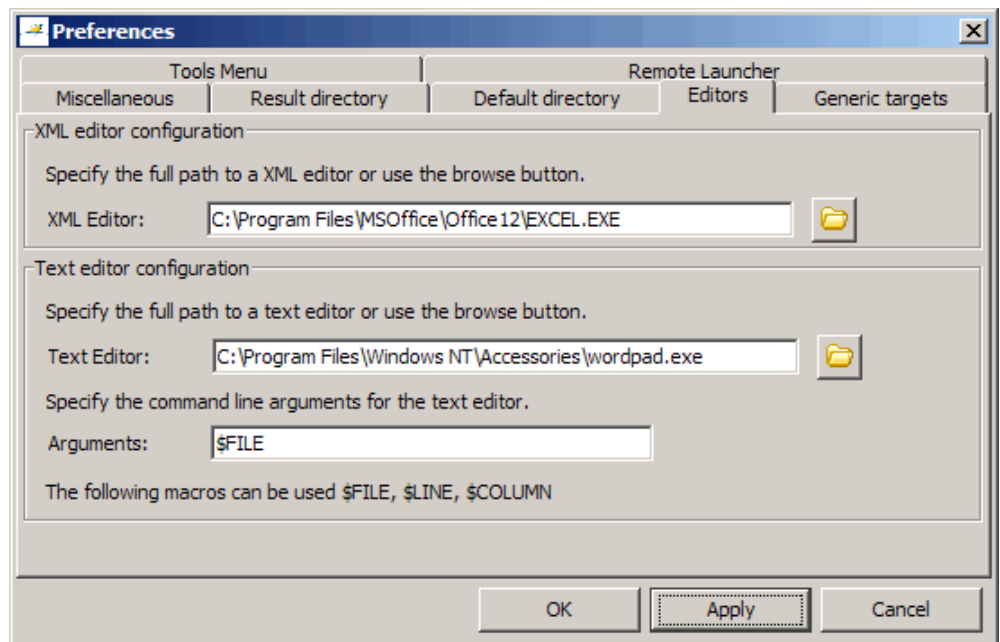 Preferences
Tools Menu Remote Launcher
Miscellaneous Result directory Default directory Editors Generic targets
XML editor configuration
Specify the full path to a XML editor or use the browse button.
XML Editor: C:\Program Files\MSOffice\Office12\EXCEL.EXE
Text editor configuration
Specify the full path to a text editor or use the browse button.
Text Editor: C:\Program Files\Windows NT\Accessories\wordpad.exe
Specify the command line arguments for the text editor.
Arguments: $FILE
The following macros can be used $FILE, $LINE, $COLUMN
OK Apply Cancel